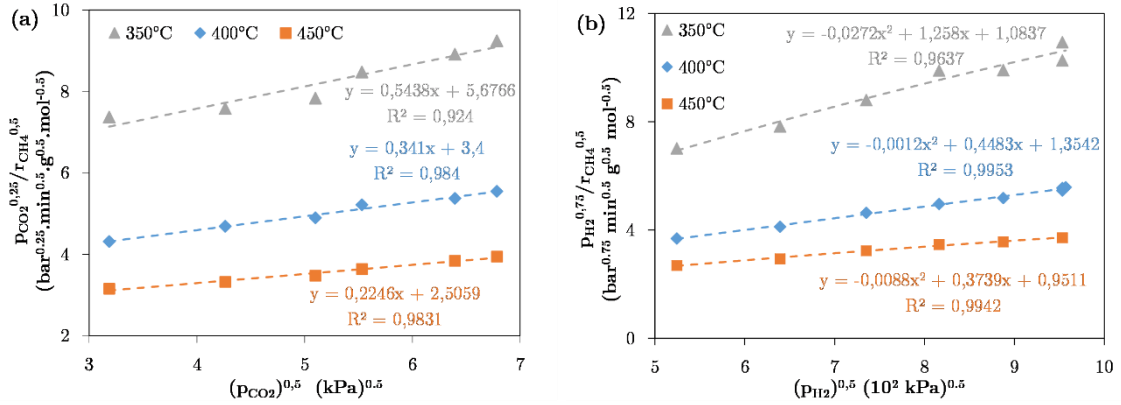 (a)
10
8
6
4
2
3
4
5
6
7
350°C
400°C
450°C
y = 0,5438x + 5,6766
R² = 0,924
y = 0,341x + 3,4
R² = 0,984
y = 0,2246x + 2,5059
R² = 0,9831
p_CO2^0,25/r_CH4^0,5
(bar^0.25.min^0.5.g^0.5.mol^-0.5)
(p_CO2)^0,5 (kPa)^0.5
(b)
12
8
4
0
5
6
7
8
9
10
350°C
400°C
450°C
y = -0,0272x² + 1,258x + 1,0837
R² = 0,9637
y = -0,0012x² + 0,4483x + 1,3542
R² = 0,9953
y = -0,0088x² + 0,3739x + 0,9511
R² = 0,9942
p_H2^0,75/r_CH4^0,5
(bar^0.75 min^0.5 g^0.5 mol^-0.5)
(p_H2)^0,5 (10² kPa)^0.5